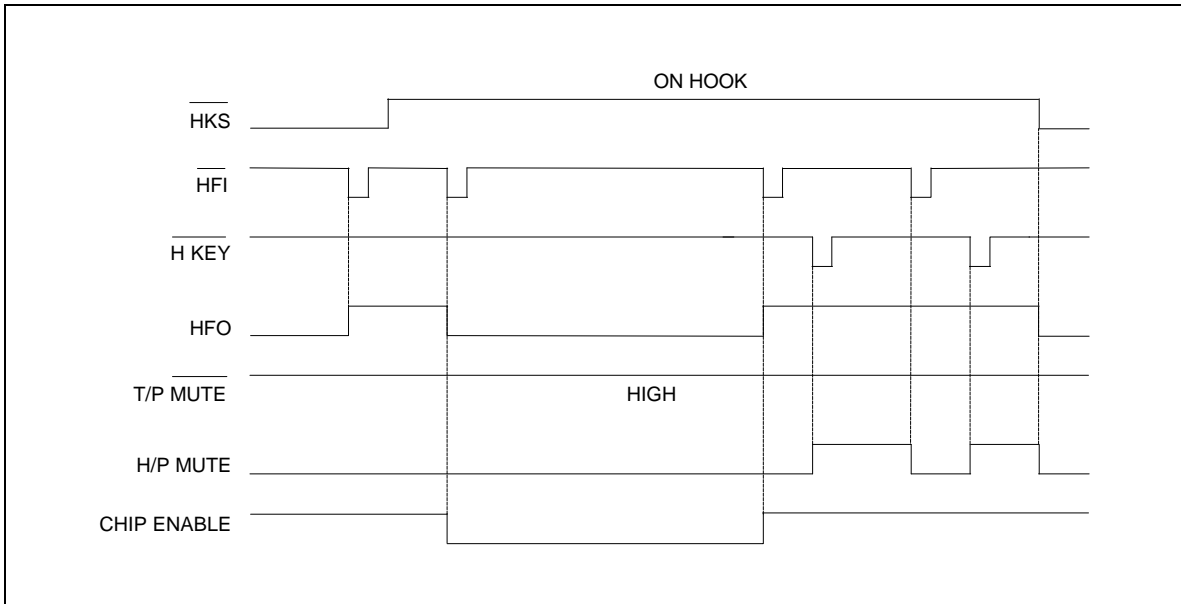 ON HOOK
HKS
HFI
H KEY
HFO
T/P MUTE
HIGH
H/P MUTE
CHIP ENABLE